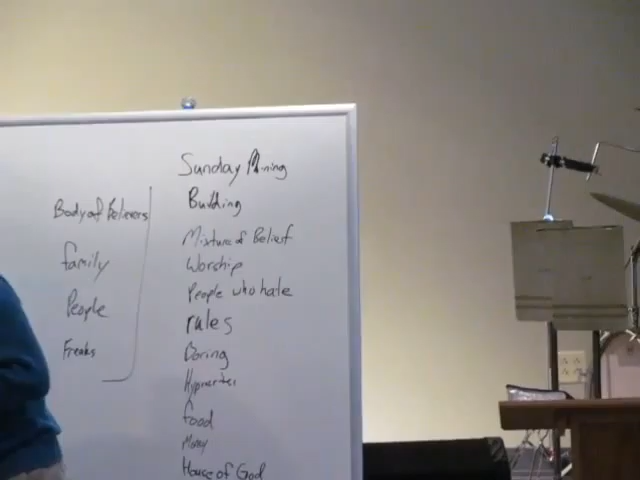 Body of Believers
family
People
Freaks
Sunday Mining
Building
Mixture of Belief
Worship
People who hate
rules
Boring
Hypocrites
food
Money
House of God